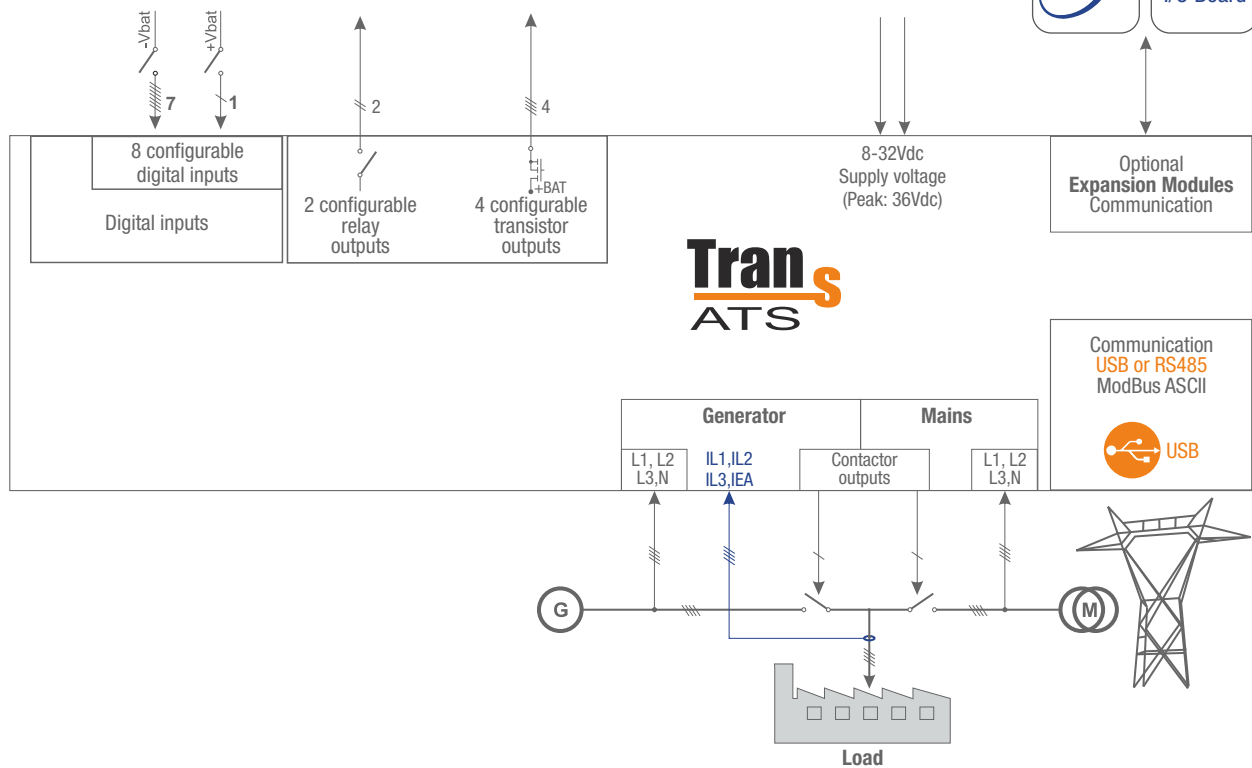 -Vbat
+Vbat
I/O Board
7
1
2
4
8 configurable
digital inputs
Digital inputs
2 configurable
relay
outputs
+BAT
4 configurable
transistor
outputs
8-32Vdc
Supply voltage
(Peak: 36Vdc)
Optional
Expansion Modules
Communication
Trans
ATS
Communication
USB or RS485
ModBus ASCII
USB
Generator
Mains
L1, L2
L3,N
IL1,IL2
IL3,IEA
Contactor
outputs
L1, L2
L3,N
G
M
Load